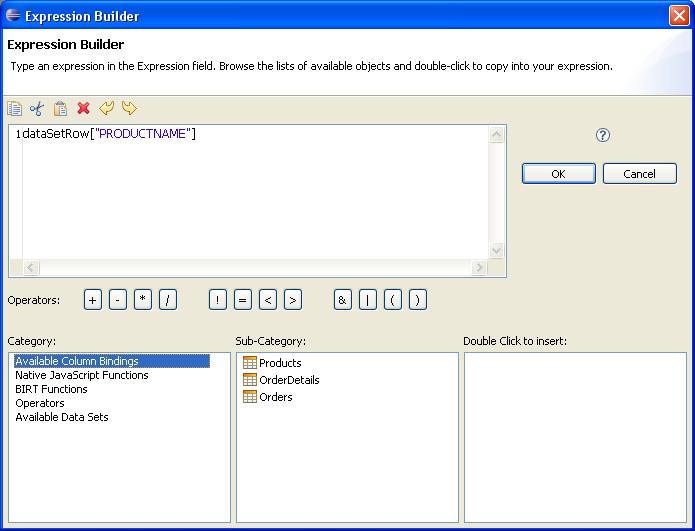 Expression Builder
Expression Builder
Type an expression in the Expression field. Browse the lists of available objects and double-click to copy into your expression.
1dataSetRow["PRODUCTNAME"]
?
OK Cancel
Operators: + - * / ! = < > & | ( )
Category: Sub-Category: Double Click to insert:
Available Column Bindings Products
Native JavaScript Functions OrderDetails
BIRT Functions Orders
Operators
Available Data Sets